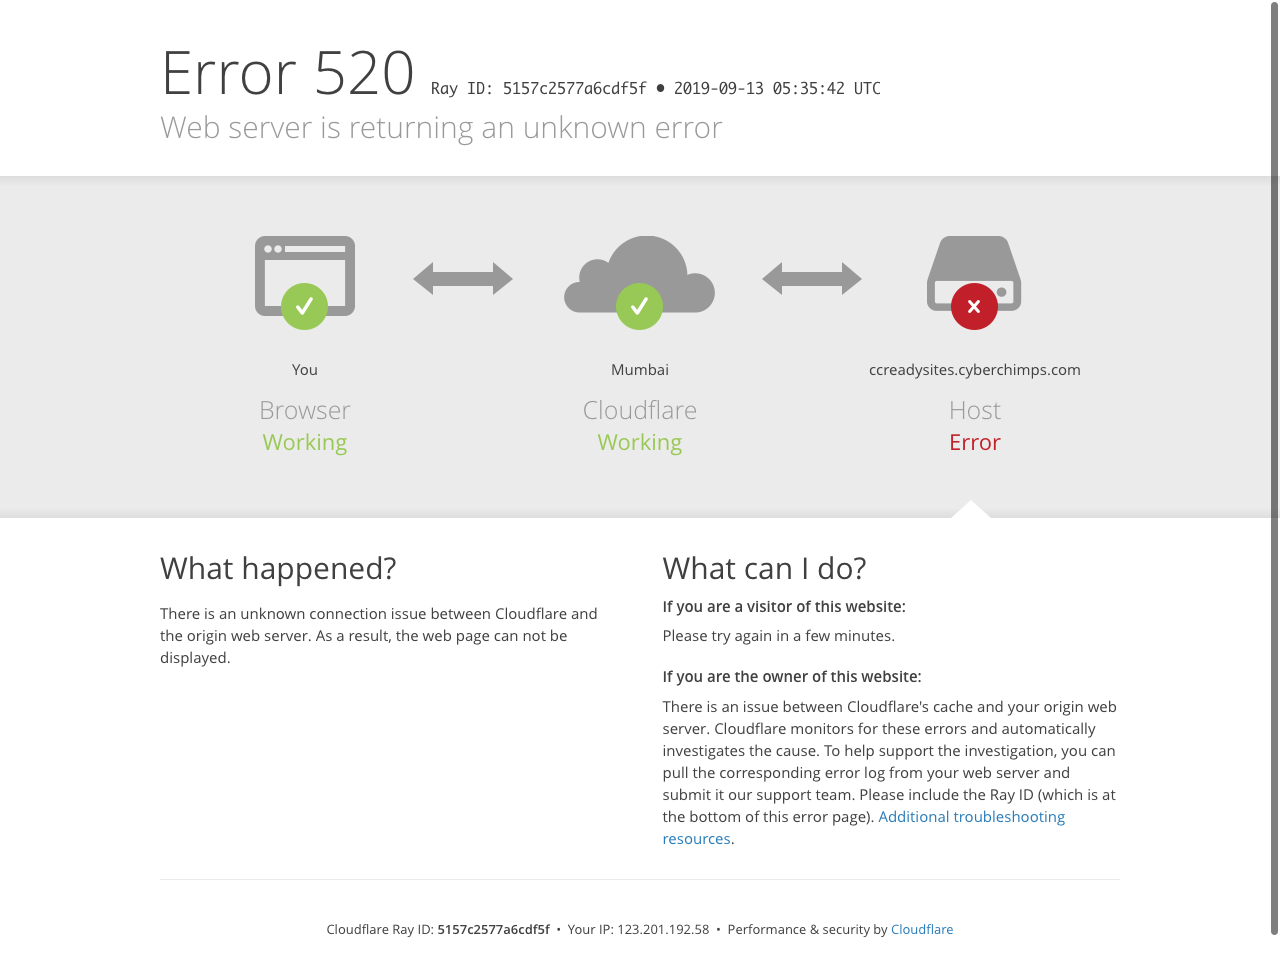 Error 520 Ray ID: 5157c2577a6cdf5f • 2019-09-13 05:35:42 UTC
Web server is returning an unknown error
You
Browser
Working
Mumbai
Cloudflare
Working
ccreadysites.cyberchimps.com
Host
Error
What happened?
There is an unknown connection issue between Cloudflare and
the origin web server. As a result, the web page can not be
displayed.
What can I do?
If you are a visitor of this website:
Please try again in a few minutes.
If you are the owner of this website:
There is an issue between Cloudflare's cache and your origin web
server. Cloudflare monitors for these errors and automatically
investigates the cause. To help support the investigation, you can
pull the corresponding error log from your web server and
submit it our support team. Please include the Ray ID (which is at
the bottom of this error page). Additional troubleshooting
resources.
Cloudflare Ray ID: 5157c2577a6cdf5f • Your IP: 123.201.192.58 • Performance & security by Cloudflare